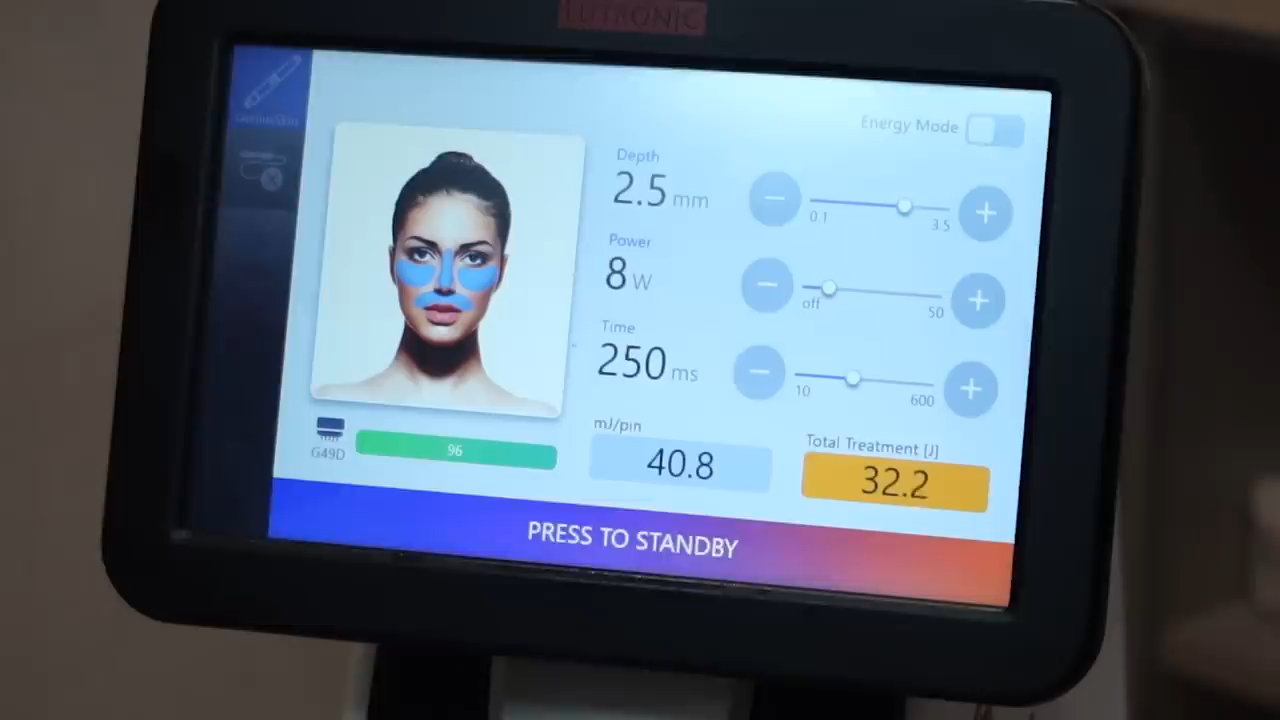 LUTRONIC
Energy Mode
Depth
2.5 mm
0.1
3.5
Power
8 W
off
50
Time
250 ms
10
600
G49D
96
mJ/pin
40.8
Total Treatment [J]
32.2
PRESS TO STANDBY